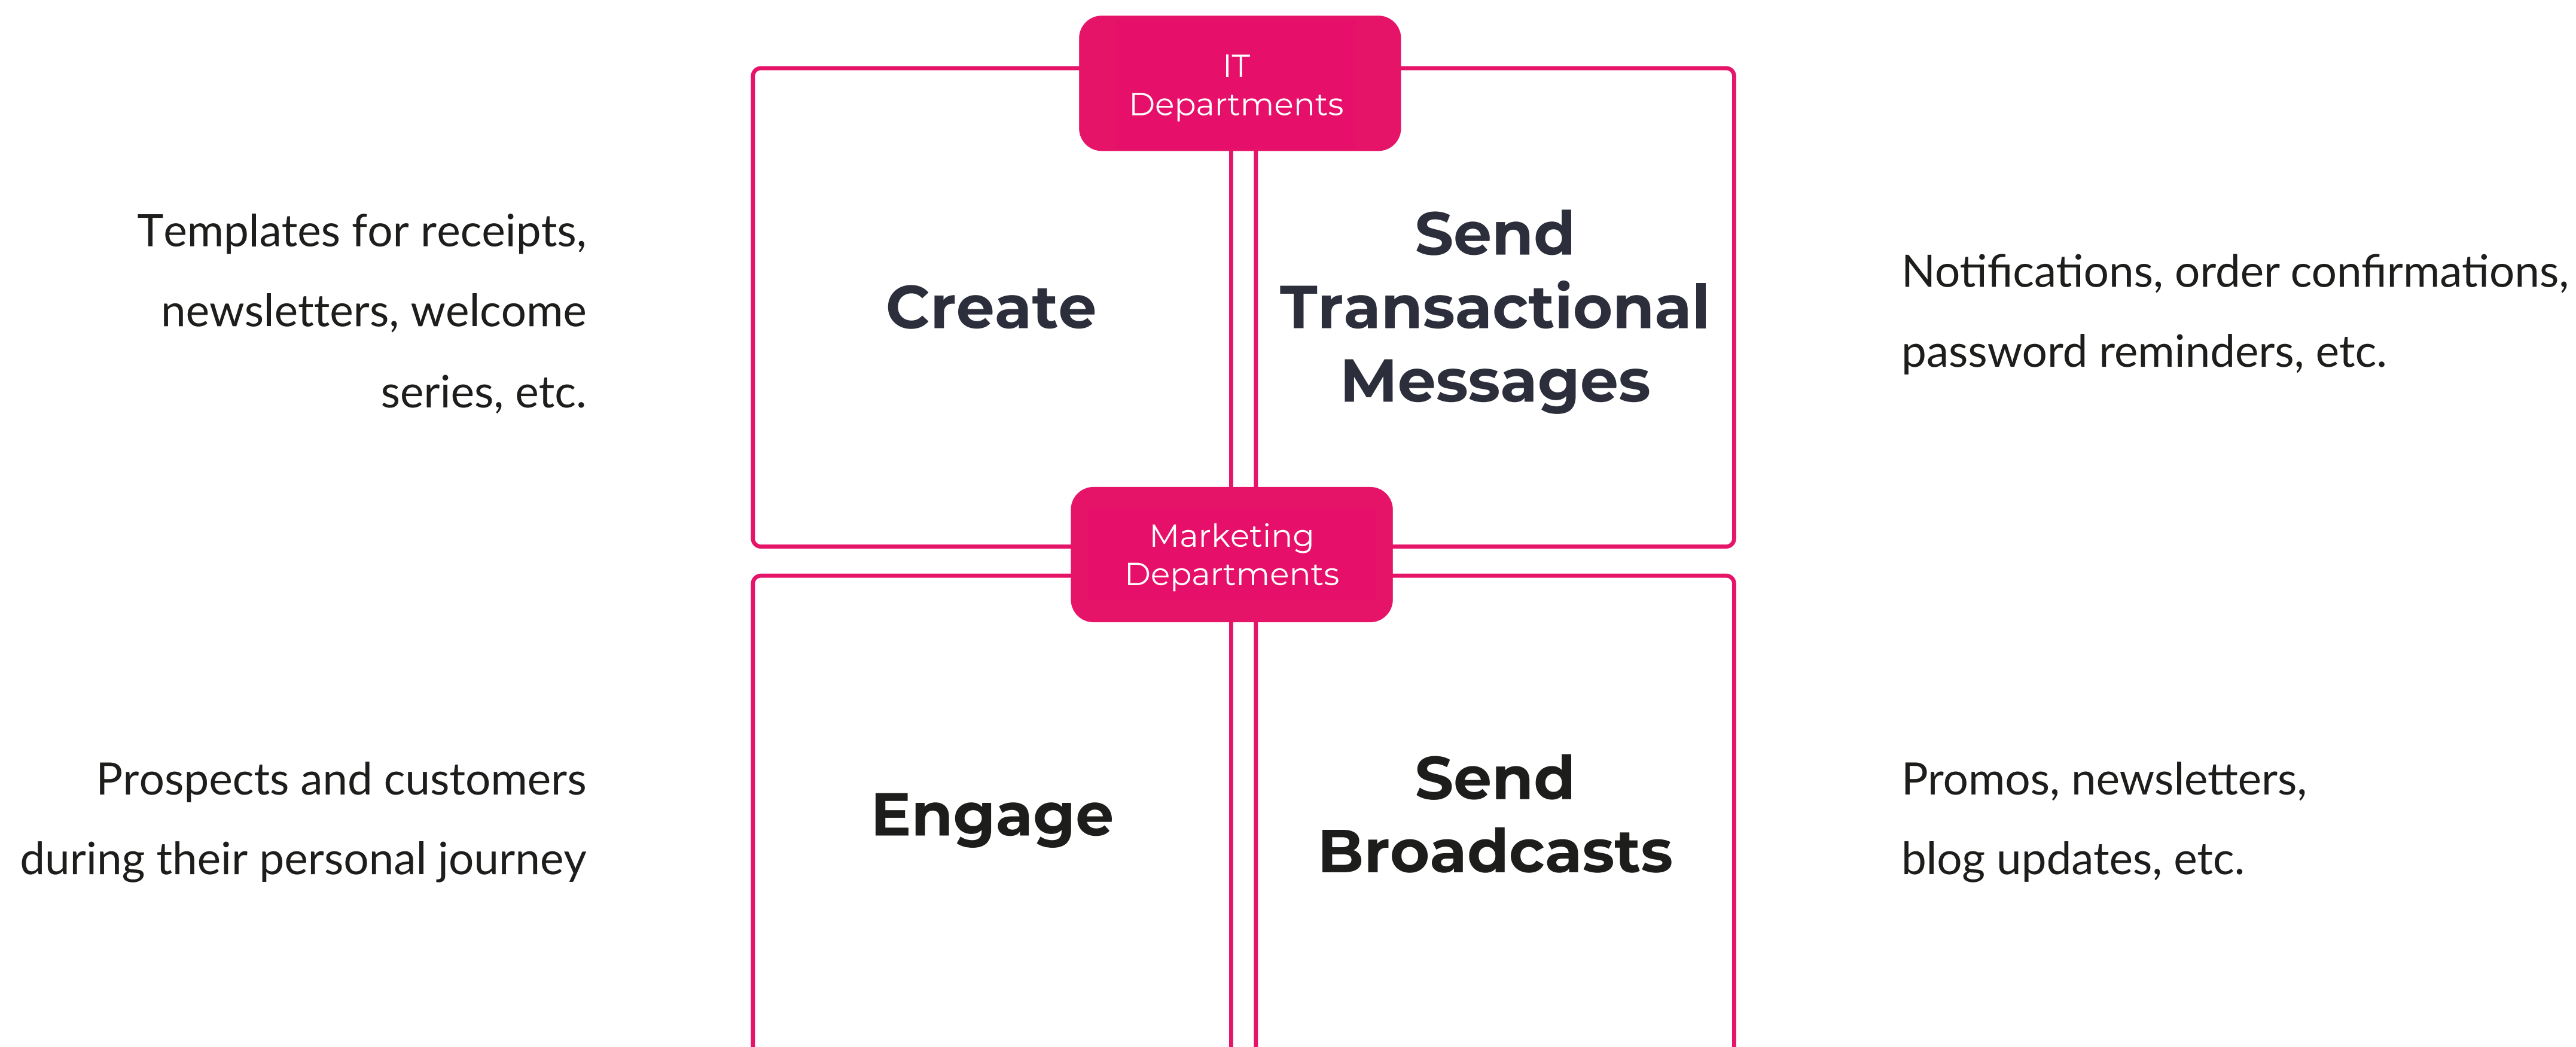 IT
Departments
Templates for receipts,
newsletters, welcome
series, etc.
Create
Send
Transactional
Messages
Notifications, order confirmations,
password reminders, etc.
Marketing
Departments
Prospects and customers
during their personal journey
Engage
Send
Broadcasts
Promos, newsletters,
blog updates, etc.